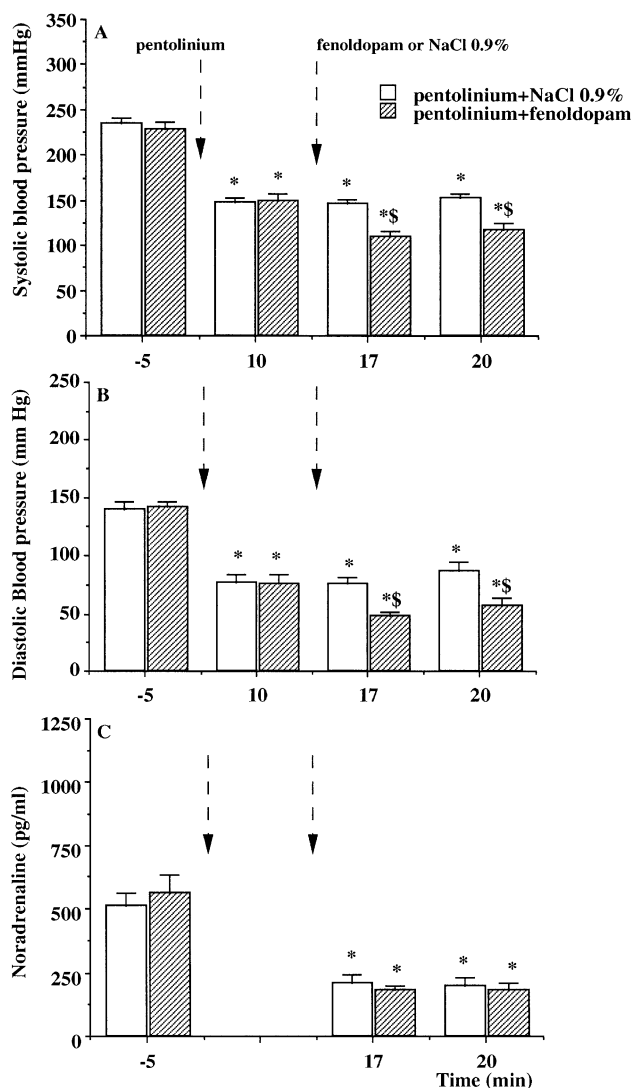 A
pentolinium
fenoldopam or NaCl 0.9%
pentolinium+NaCl 0.9%
pentolinium+fenoldopam
Systolic blood pressure (mmHg)
350
300
250
200
150
100
50
0
* * * *$ * *$
-5 10 17 20
B
Diastolic Blood pressure (mm Hg)
250
200
150
100
50
0
* * * *$ * *$
-5 10 17 20
C
Noradrenaline (pg/ml)
1250
1000
750
500
250
0
* * * *
-5 17 20
Time (min)